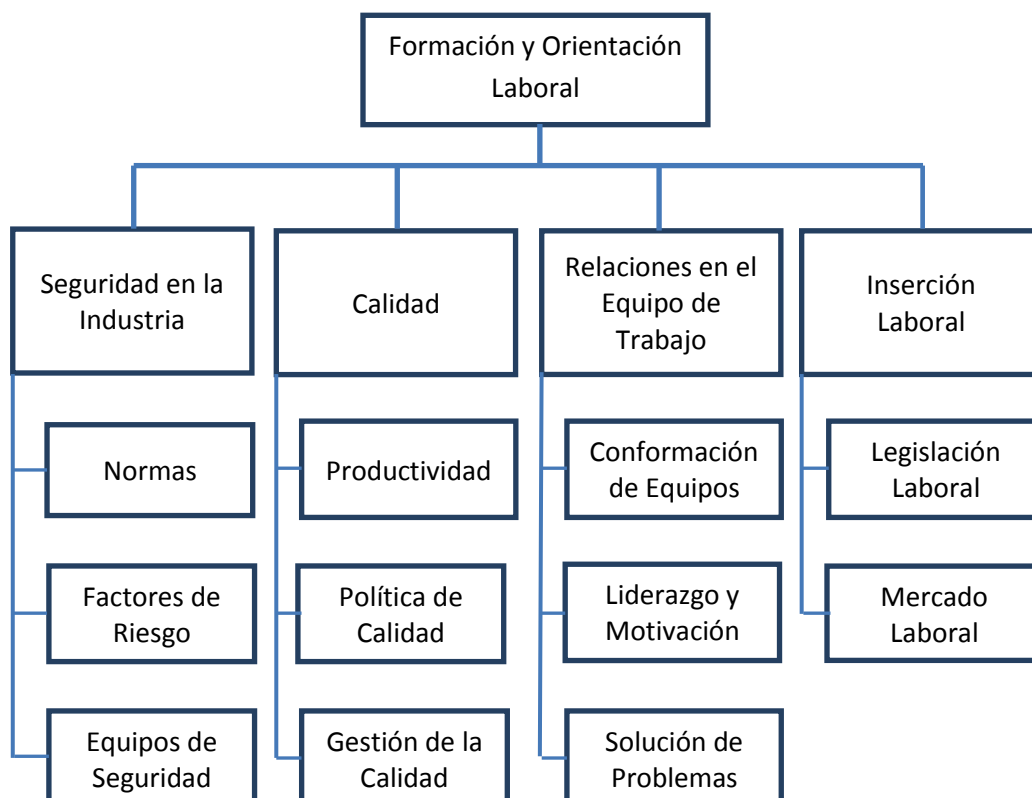 Formación y Orientación
Laboral
Seguridad en la
Industria
Calidad
Relaciones en el
Equipo de
Trabajo
Inserción
Laboral
Normas
Productividad
Conformación
de Equipos
Legislación
Laboral
Factores de
Riesgo
Política de
Calidad
Liderazgo y
Motivación
Mercado
Laboral
Equipos de
Seguridad
Gestión de la
Calidad
Solución de
Problemas